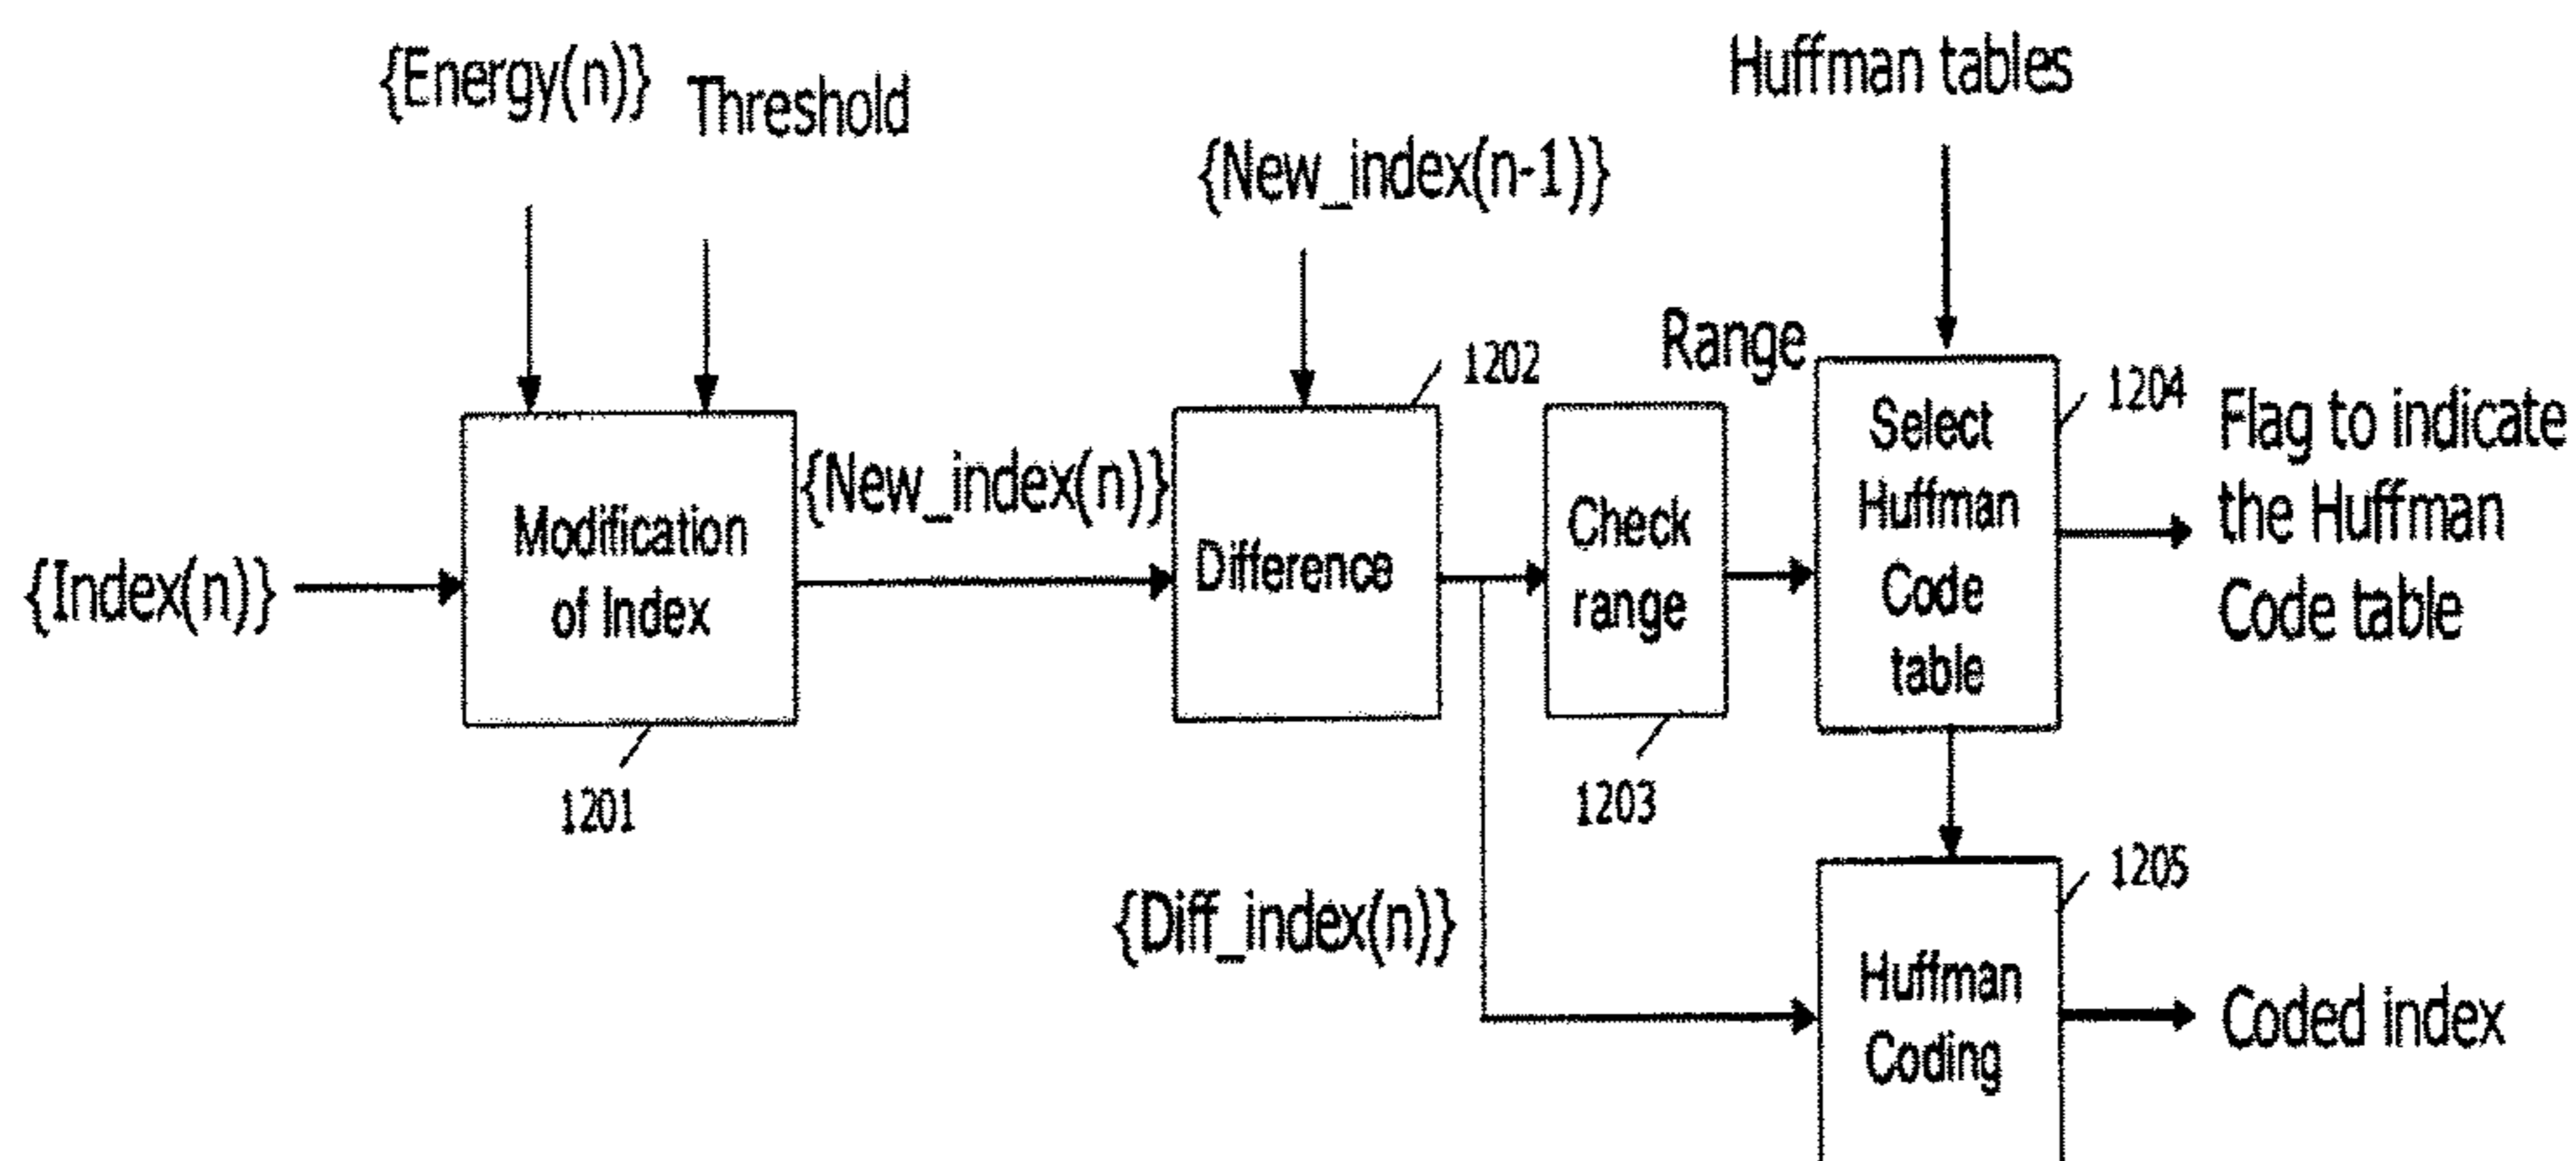 {Energy(n)}
Threshold
Huffman tables
{New_index(n-1)}
Range
1202
1204
Flag to indicate
the Huffman
Code table
{Index(n)}
Modification
of Index
1201
{New_index(n)}
Difference
Check
range
1203
Select
Huffman
Code
table
{Diff_index(n)}
1205
Huffman
Coding
Coded index